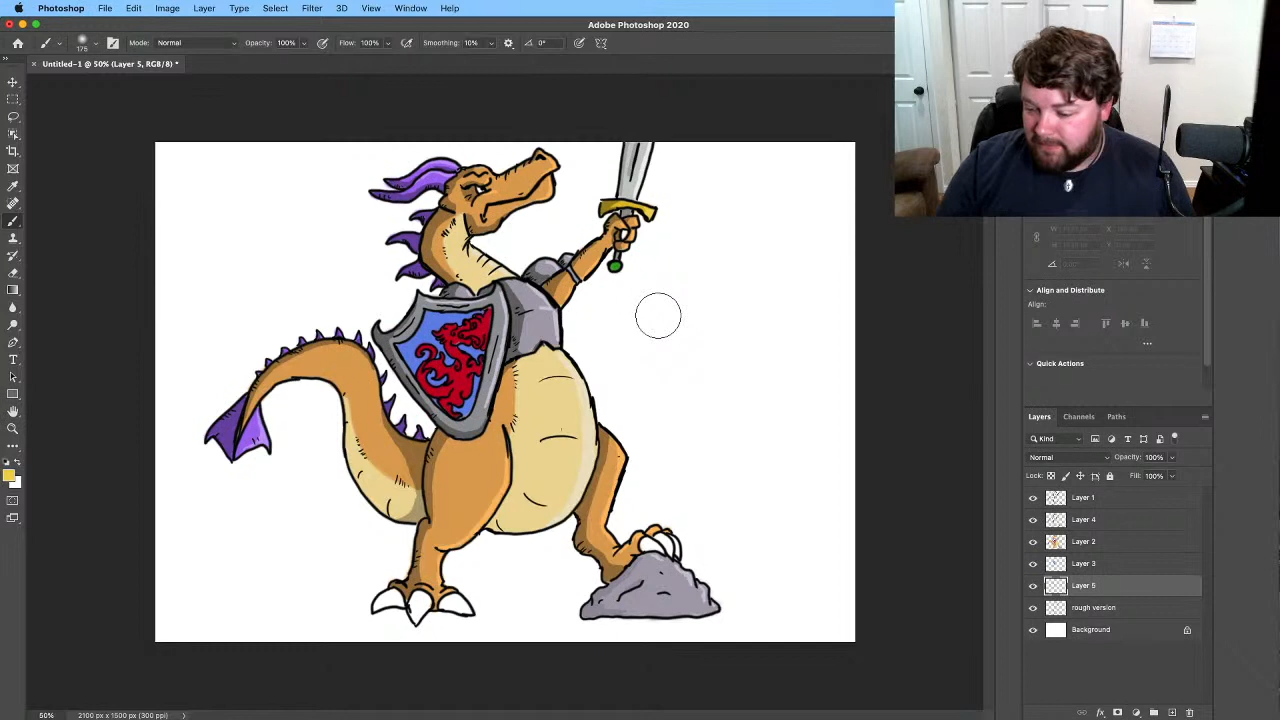 Photoshop File Edit Image Layer Type Select Filter 3D View Window Help
Adobe Photoshop 2020
175 Mode: Normal Opacity: 100% Flow: 100% Smoothing: 10% 0°
Untitled-1 @ 50% (Layer 5, RGB/8) *
W: X:
H: Y:
Align and Distribute
Align:
Quick Actions
Layers Channels Paths
Kind
Normal Opacity: 100%
Lock: Fill: 100%
Layer 1
Layer 4
Layer 2
Layer 3
Layer 5
rough version
Background
50% 2100 px x 1500 px (300 ppi)